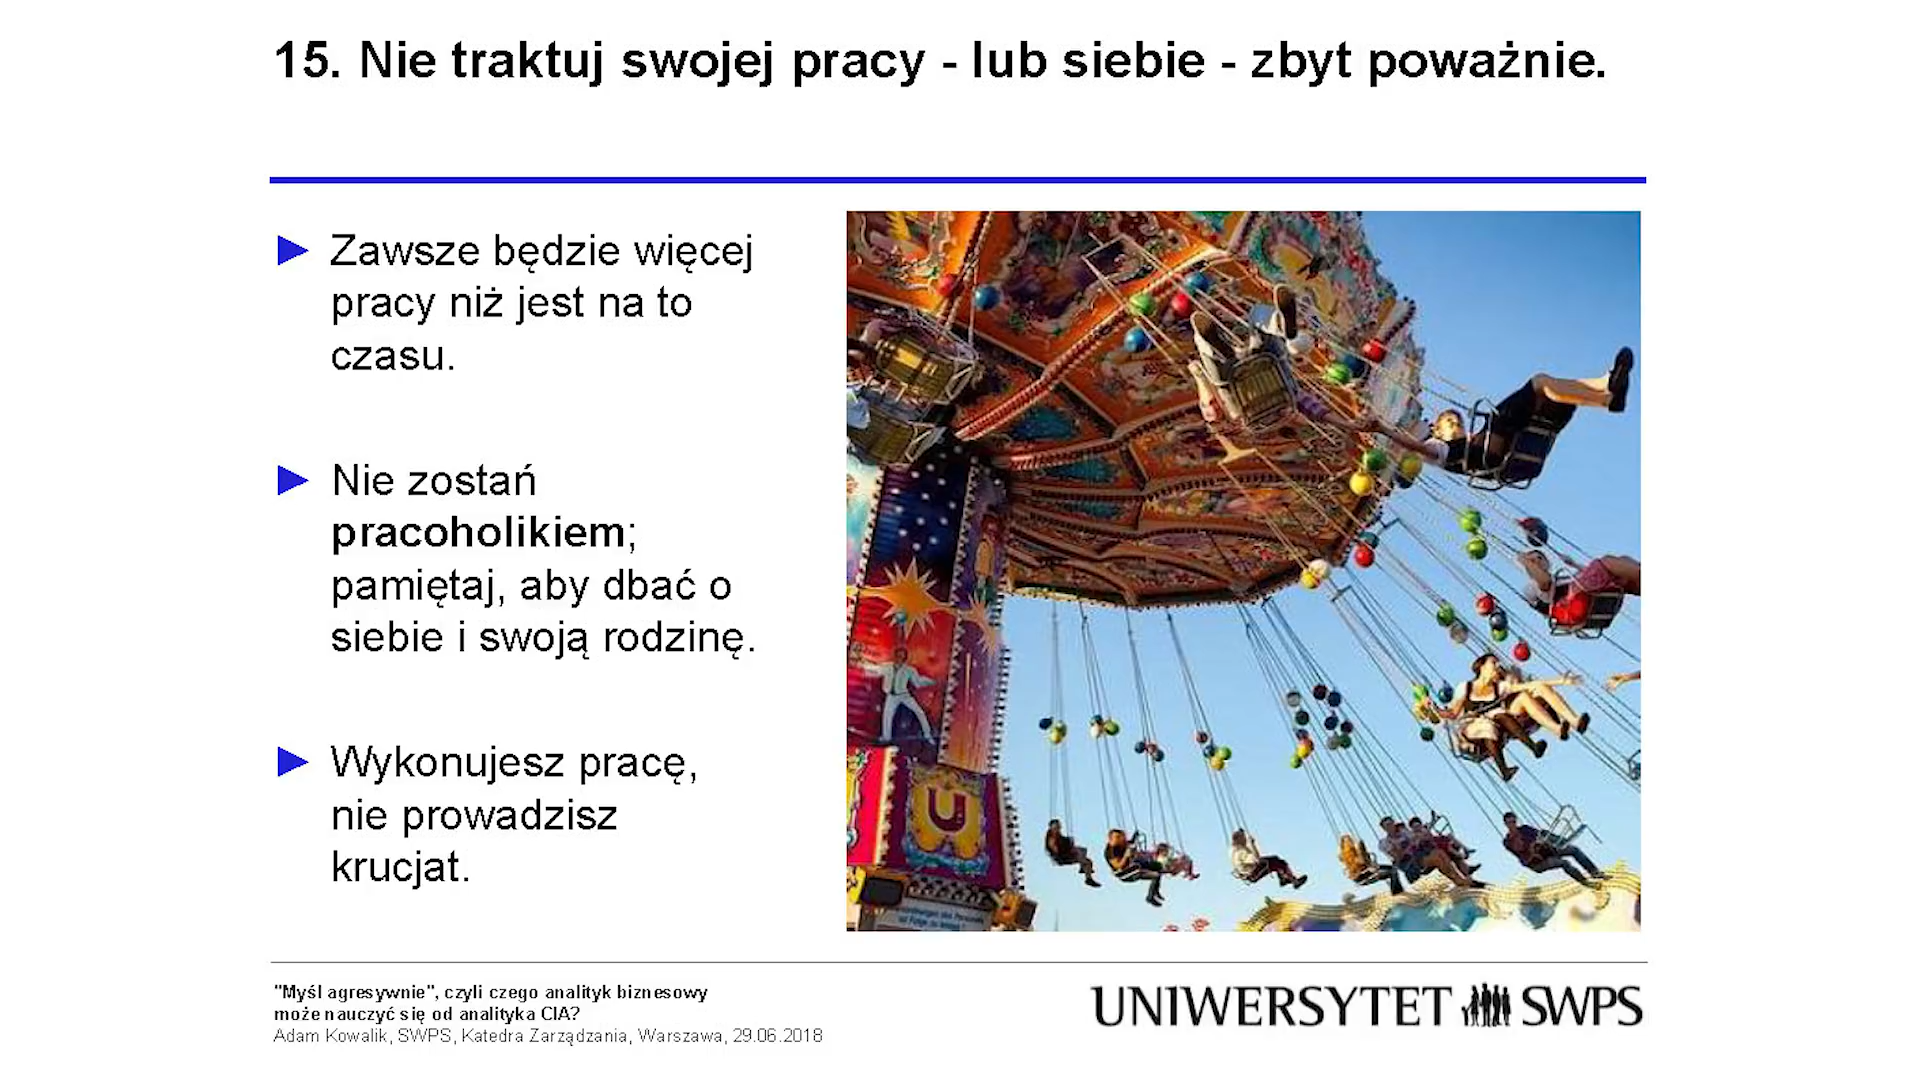 15. Nie traktuj swojej pracy - lub siebie - zbyt poważnie.
► Zawsze będzie więcej
pracy niż jest na to
czasu.
► Nie zostań
pracoholikiem;
pamiętaj, aby dbać o
siebie i swoją rodzinę.
► Wykonujesz pracę,
nie prowadzisz
krucjat.
U
"Myśl agresywnie", czyli czego analityk biznesowy
może nauczyć się od analityka CIA?
Adam Kowalik, SWPS, Katedra Zarządzania, Warszawa, 29.06.2018
UNIWERSYTET SWPS